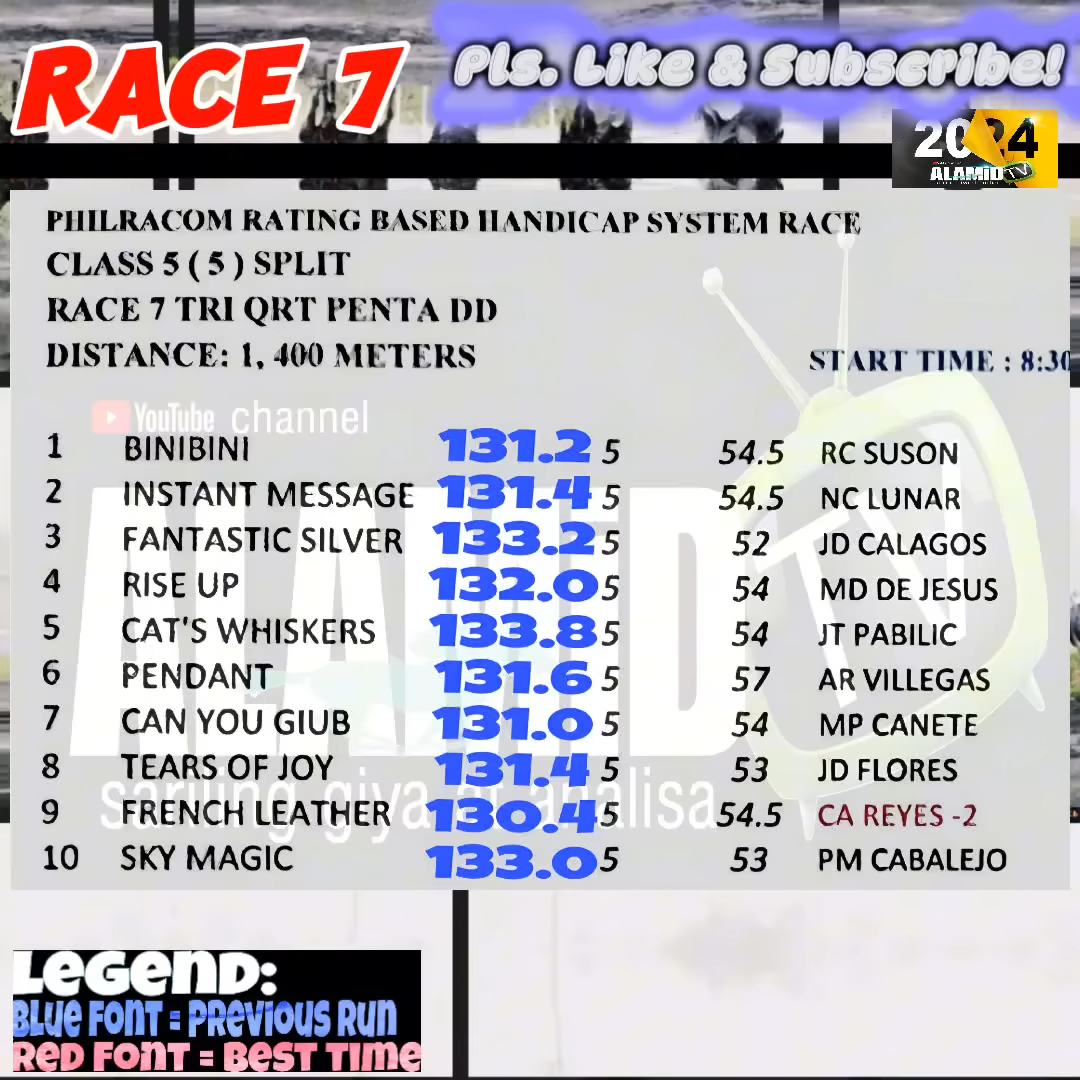 RACE 7
Pls. Like & Subscribe!
2024
ALAMID TV
PHILRACOM RATING BASED HANDICAP SYSTEM RACE
CLASS 5 ( 5 ) SPLIT
RACE 7 TRI QRT PENTA DD
DISTANCE: 1, 400 METERS START TIME : 8:30
YouTube channel
1 BINIBINI 131.2 5 54.5 RC SUSON
2 INSTANT MESSAGE 131.4 5 54.5 NC LUNAR
3 FANTASTIC SILVER 133.2 5 52 JD CALAGOS
4 RISE UP 132.0 5 54 MD DE JESUS
5 CAT'S WHISKERS 133.8 5 54 JT PABILIC
6 PENDANT 131.6 5 57 AR VILLEGAS
7 CAN YOU GIUB 131.0 5 54 MP CANETE
8 TEARS OF JOY 131.4 5 53 JD FLORES
9 FRENCH LEATHER 130.4 5 54.5 CA REYES -2
10 SKY MAGIC 133.0 5 53 PM CABALEJO
ALAMID TV
sariling giya at analisa
LEGEND:
BLUE FONT = PREVIOUS RUN
RED FONT = BEST TIME